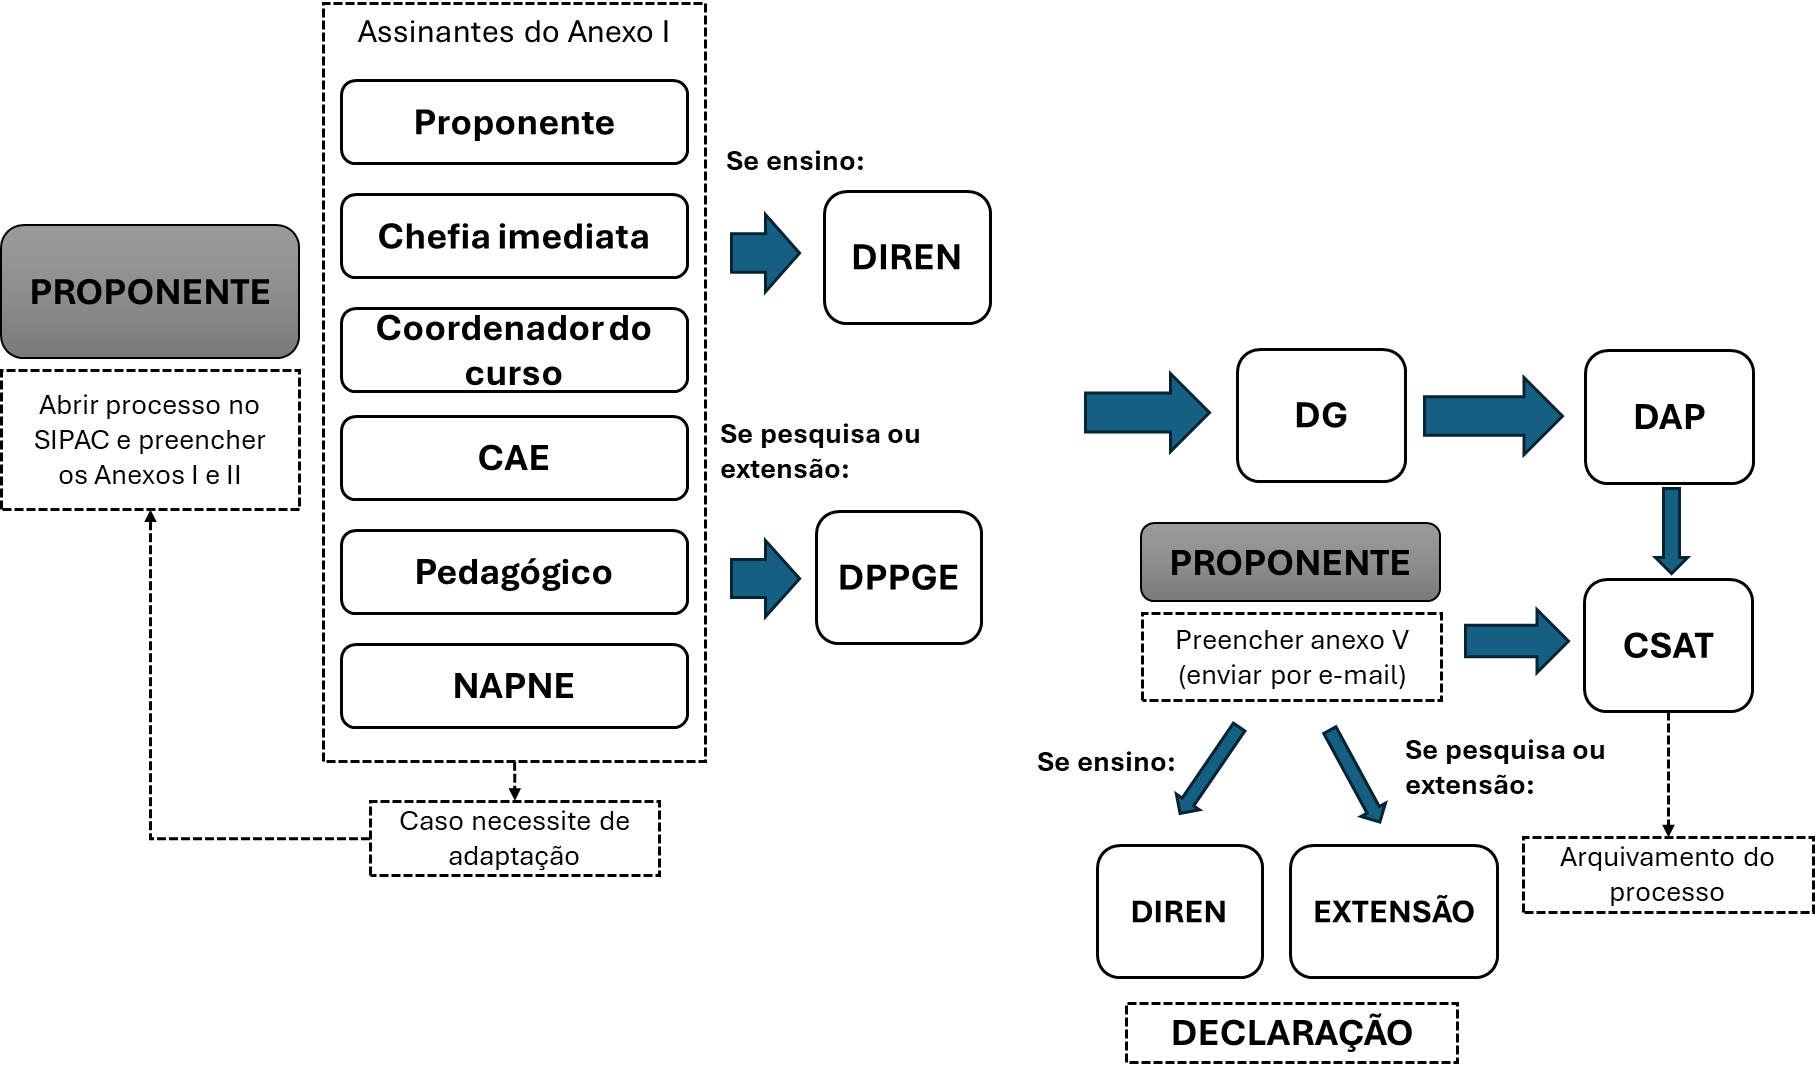 Assinantes do Anexo I
Proponente
Chefia imediata
Coordenador do
curso
CAE
Pedagógico
NAPNE
PROPONENTE
Abrir processo no
SIPAC e preencher
os Anexos I e II
Caso necessite de
adaptação
Se ensino:
DIREN
Se pesquisa ou
extensão:
DPPGE
DG
DAP
PROPONENTE
Preencher anexo V
(enviar por e-mail)
CSAT
Se ensino:
Se pesquisa ou
extensão:
DIREN
EXTENSÃO
Arquivamento do
processo
DECLARAÇÃO